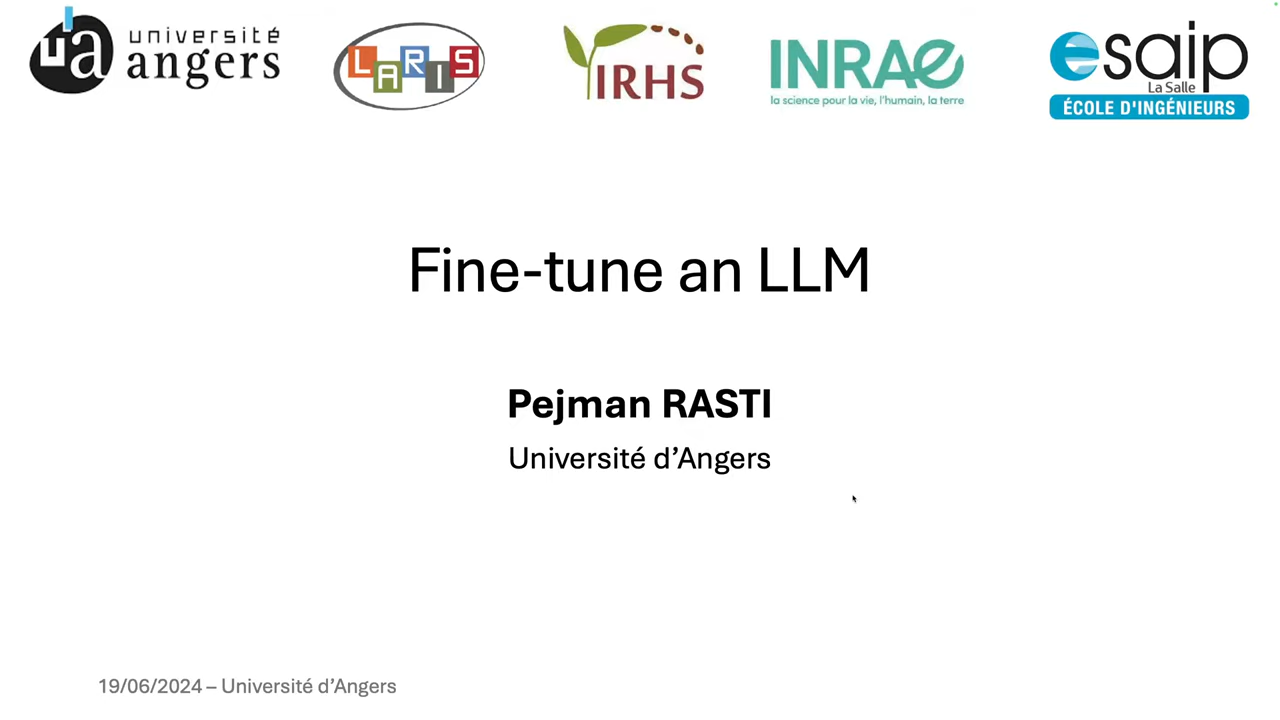 université
angers
LARIS
IRHS
INRAE
la science pour la vie, l'humain, la terre
esaip
La Salle
ÉCOLE D'INGÉNIEURS
Fine-tune an LLM
Pejman RASTI
Université d’Angers
19/06/2024 – Université d’Angers